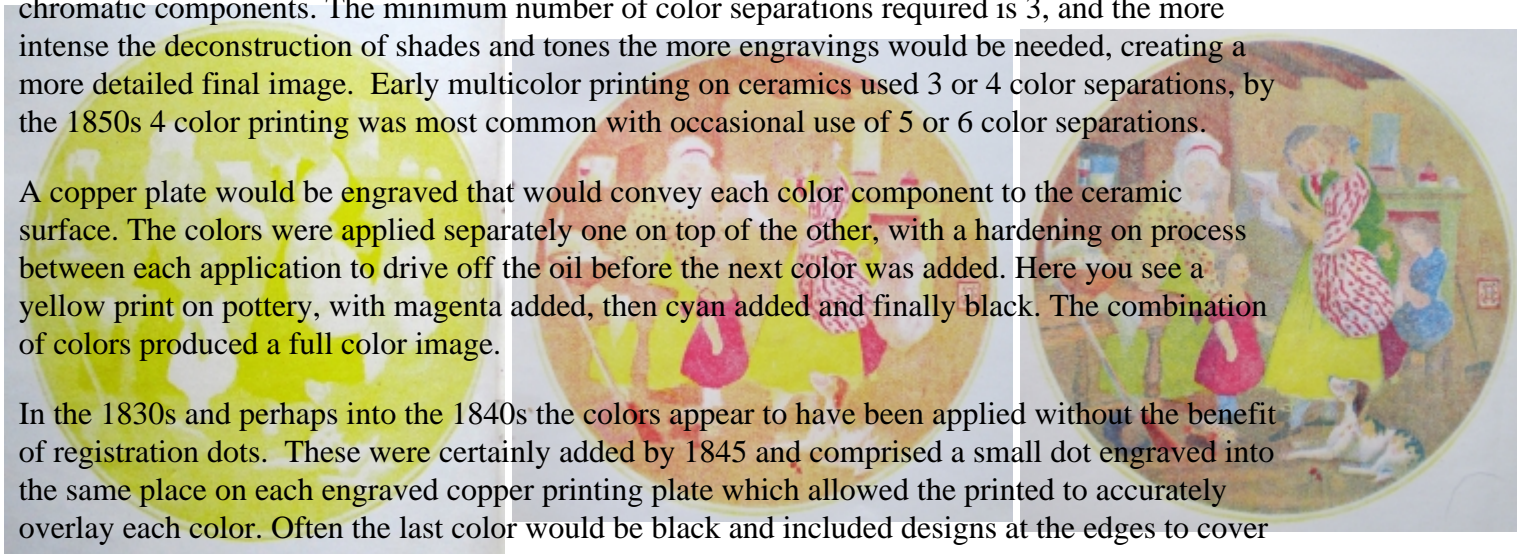 chromatic components. The minimum number of color separations required is 3, and the more
intense the deconstruction of shades and tones the more engravings would be needed, creating a
more detailed final image.  Early multicolor printing on ceramics used 3 or 4 color separations, by
the 1850s 4 color printing was most common with occasional use of 5 or 6 color separations.
A copper plate would be engraved that would convey each color component to the ceramic
surface. The colors were applied separately one on top of the other, with a hardening on process
between each application to drive off the oil before the next color was added. Here you see a
yellow print on pottery, with magenta added, then cyan added and finally black. The combination
of colors produced a full color image.
In the 1830s and perhaps into the 1840s the colors appear to have been applied without the benefit
of registration dots.  These were certainly added by 1845 and comprised a small dot engraved into
the same place on each engraved copper printing plate which allowed the printed to accurately
overlay each color. Often the last color would be black and included designs at the edges to cover